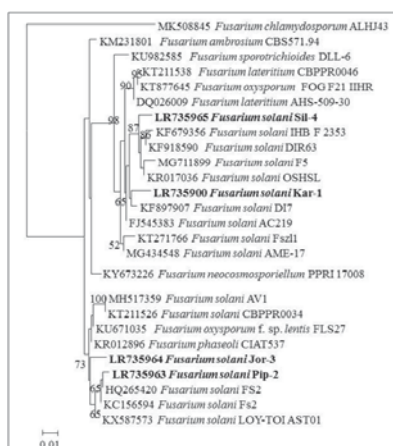 MK508845 Fusarium chlamydosporum ALHJ43
KM231801 Fusarium ambrosium CBS571.94
KU982585 Fusarium sporotrichioides DLL-6
98 KT211538 Fusarium lateritium CBPPR0046
90 KT877645 Fusarium oxysporum FOG F21 IIHR
DQ026009 Fusarium lateritium AHS-509-30
98
LR735965 Fusarium solani Sil-4
87
KF679356 Fusarium solani IHB F 2353
86
KF918590 Fusarium solani DIR63
MG711899 Fusarium solani F5
KR017036 Fusarium solani OSHSL
LR735900 Fusarium solani Kar-1
65
KF897907 Fusarium solani DI7
FJ545383 Fusarium solani AC219
KT271766 Fusarium solani Fszl1
52
MG434548 Fusarium solani AME-17
KY673226 Fusarium neocosmosporiellum PPRI 17008
100 MH517359 Fusarium solani AV1
KT211526 Fusarium solani CBPPR0034
KU671035 Fusarium oxysporum f. sp. lentis FLS27
KR012896 Fusarium phaseoli CIAT537
73
LR735964 Fusarium solani Jor-3
LR735963 Fusarium solani Pip-2
65
HQ265420 Fusarium solani FS2
KC156594 Fusarium solani Fs2
65
KX587573 Fusarium solani LOY-TOI AST01
0.01